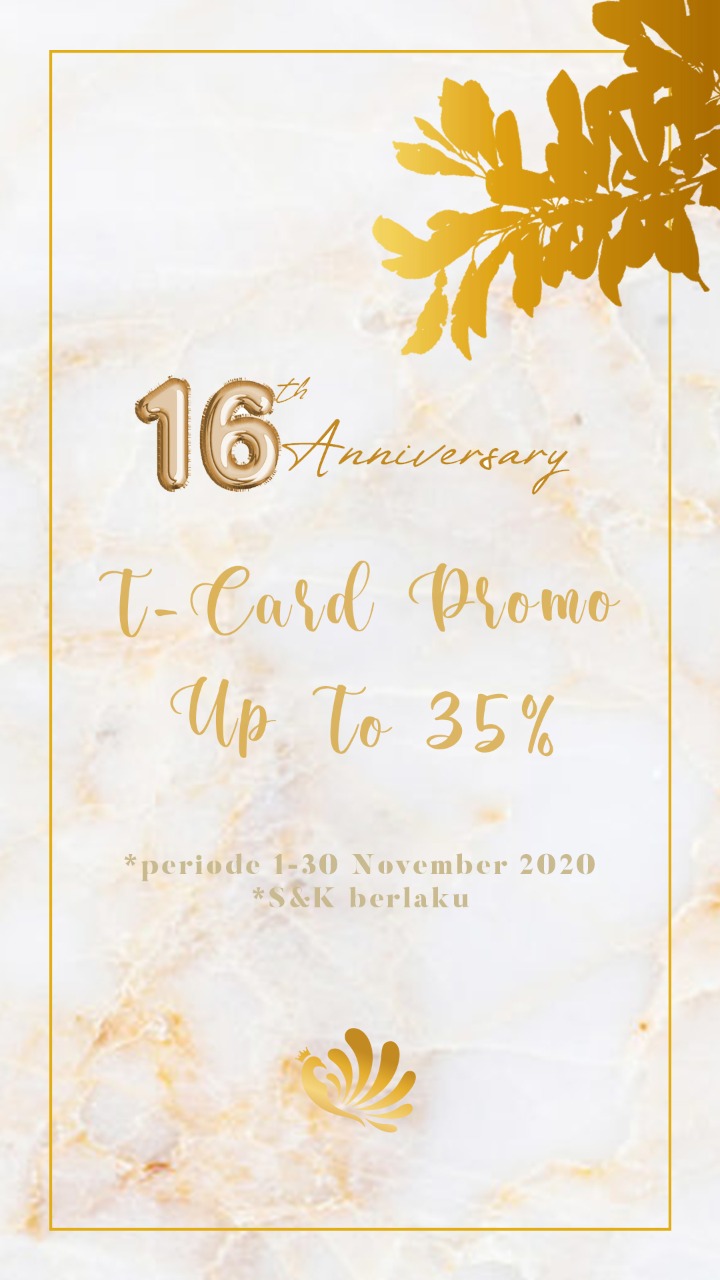 16th Anniversary
T-Card Promo
Up To 35%
*periode 1-30 November 2020
*S&K berlaku